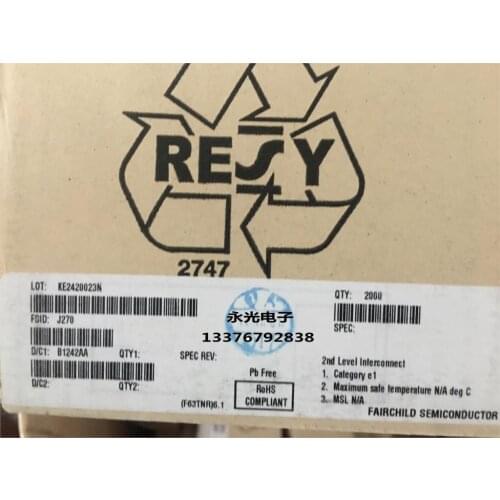 RESY
2747
LOT: KE2420023N
QTY: 2000
FSID: J270
SPEC:
永光电子
13376792838
D/C1: B1242AA QTY1: SPEC REV:
D/C2: QTY2:
Pb Free
RoHS
COMPLIANT
(F63TNR)6.1
2nd Level Interconnect
1. Category e1
2. Maximum safe temperature N/A deg C
3. MSL N/A
FAIRCHILD SEMICONDUCTOR